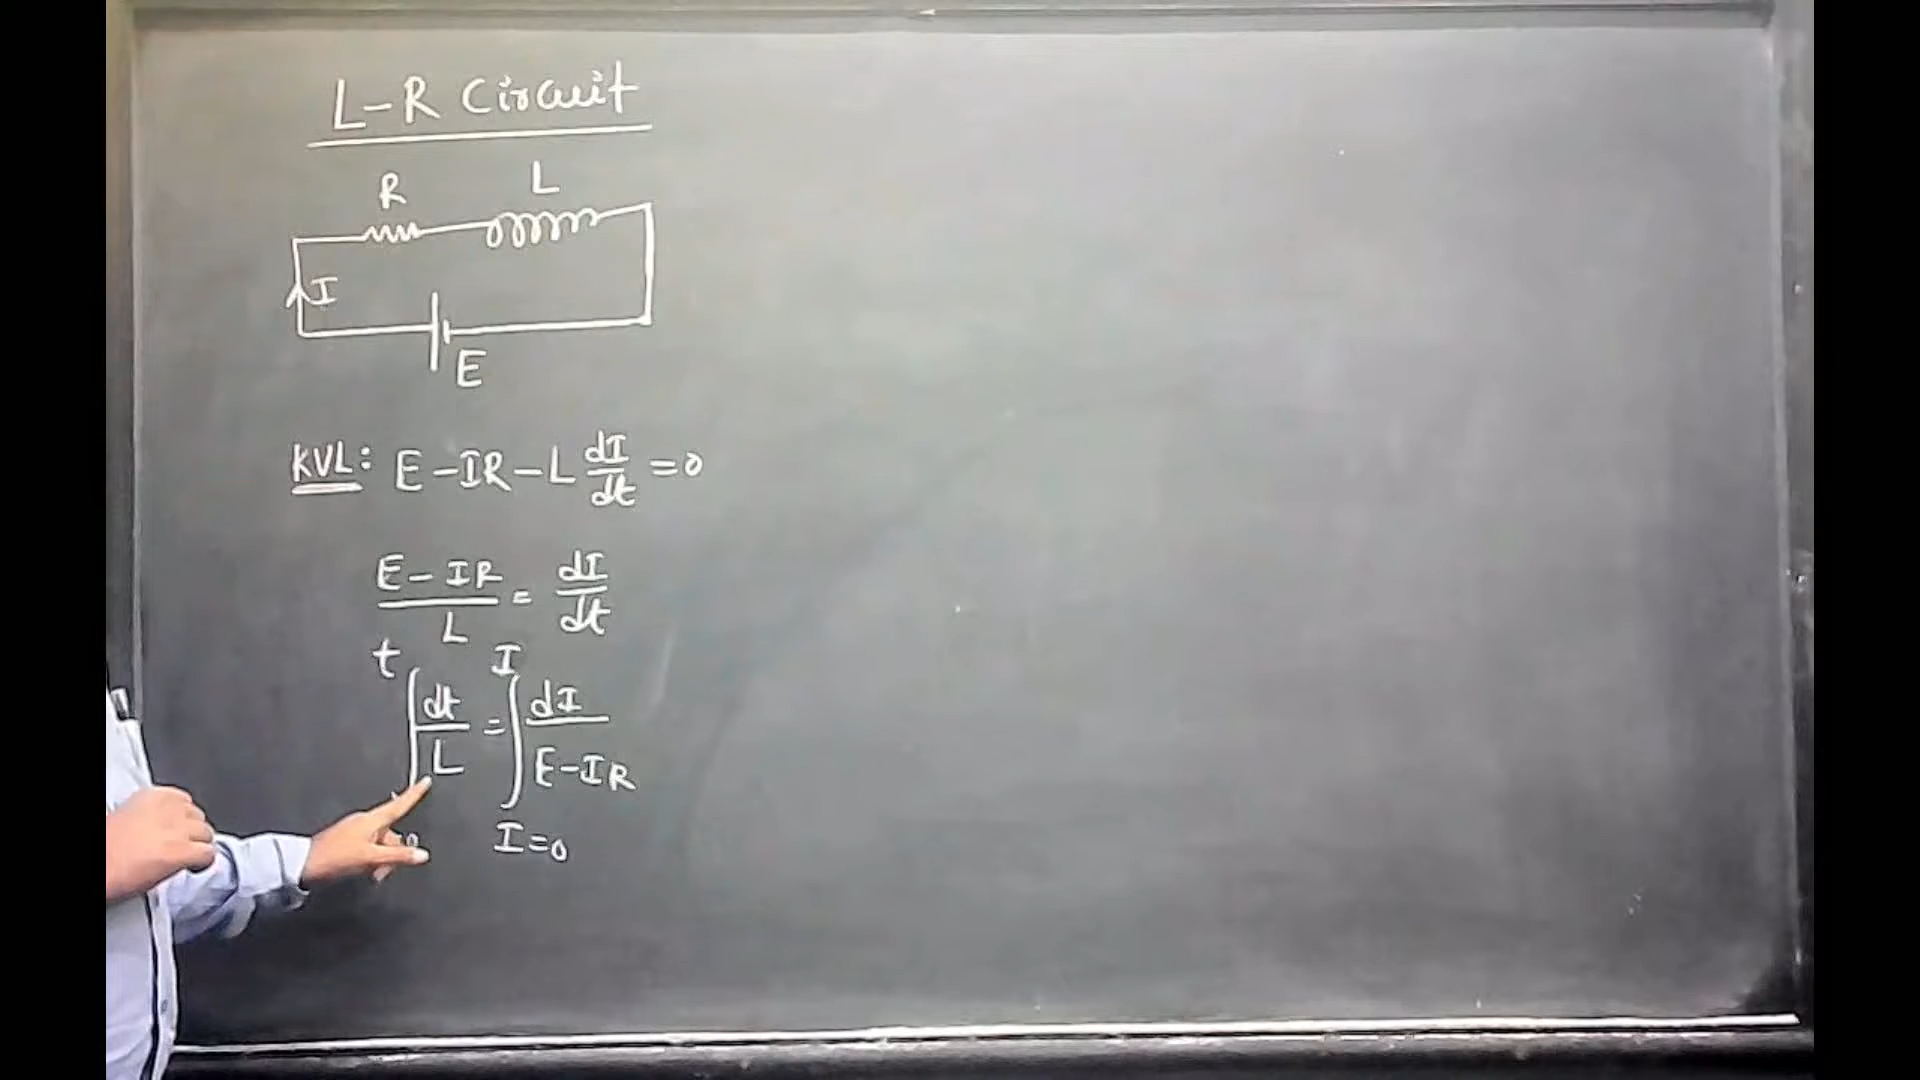 L-R Circuit
R
L
I
E
KVL: E - IR - L dI/dt = 0
E - IR / L = dI/dt
t I
∫ dt/L = ∫ dI / E - IR
I = 0